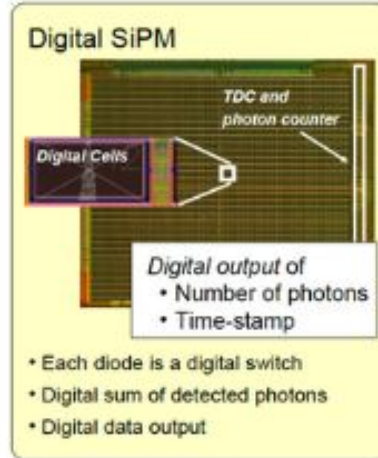 Digital SiPM
TDC and
photon counter
Digital Cells
Digital output of
• Number of photons
• Time-stamp
• Each diode is a digital switch
• Digital sum of detected photons
• Digital data output